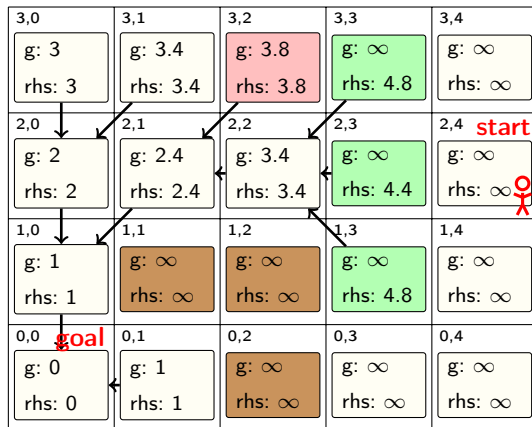 3,0 3,1 3,2 3,3 3,4
g: 3 g: 3.4 g: 3.8 g: ∞ g: ∞
rhs: 3 rhs: 3.4 rhs: 3.8 rhs: 4.8 rhs: ∞
2,0 2,1 2,2 2,3 2,4 start
g: 2 g: 2.4 g: 3.4 g: ∞ g: ∞
rhs: 2 rhs: 2.4 rhs: 3.4 rhs: 4.4 rhs: ∞
1,0 1,1 1,2 1,3 1,4
g: 1 g: ∞ g: ∞ g: ∞ g: ∞
rhs: 1 rhs: ∞ rhs: ∞ rhs: 4.8 rhs: ∞
0,0 goal 0,1 0,2 0,3 0,4
g: 0 g: 1 g: ∞ g: ∞ g: ∞
rhs: 0 rhs: 1 rhs: ∞ rhs: ∞ rhs: ∞